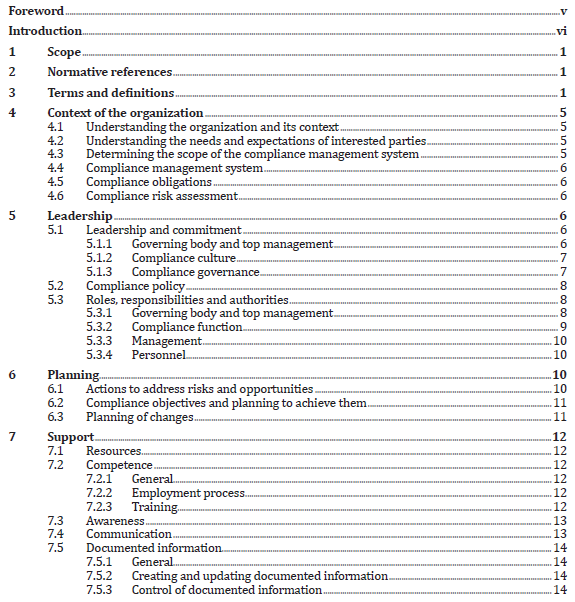 Foreword v
Introduction vi
1 Scope 1
2 Normative references 1
3 Terms and definitions 1
4 Context of the organization 5
4.1 Understanding the organization and its context 5
4.2 Understanding the needs and expectations of interested parties 5
4.3 Determining the scope of the compliance management system 5
4.4 Compliance management system 6
4.5 Compliance obligations 6
4.6 Compliance risk assessment 6
5 Leadership 6
5.1 Leadership and commitment 6
5.1.1 Governing body and top management 6
5.1.2 Compliance culture 7
5.1.3 Compliance governance 7
5.2 Compliance policy 8
5.3 Roles, responsibilities and authorities 8
5.3.1 Governing body and top management 8
5.3.2 Compliance function 9
5.3.3 Management 10
5.3.4 Personnel 10
6 Planning 10
6.1 Actions to address risks and opportunities 10
6.2 Compliance objectives and planning to achieve them 11
6.3 Planning of changes 11
7 Support 12
7.1 Resources 12
7.2 Competence 12
7.2.1 General 12
7.2.2 Employment process 12
7.2.3 Training 12
7.3 Awareness 13
7.4 Communication 13
7.5 Documented information 14
7.5.1 General 14
7.5.2 Creating and updating documented information 14
7.5.3 Control of documented information 14